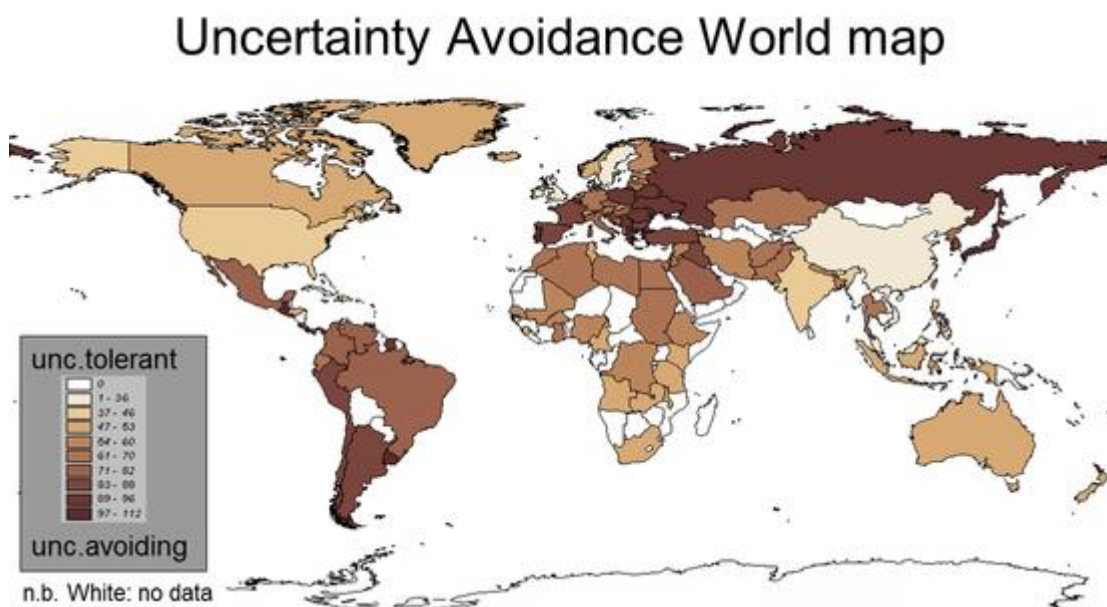 Uncertainty Avoidance World map
unc.tolerant
0
1 - 36
37 - 46
47 - 53
54 - 60
61 - 70
71 - 82
83 - 88
89 - 96
97 - 112
unc.avoiding
n.b. White: no data